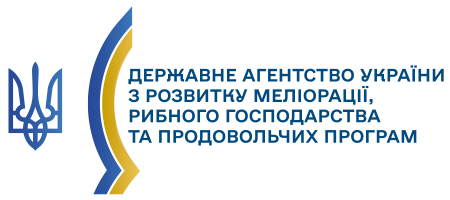 ДЕРЖАВНЕ АГЕНТСТВО УКРАЇНИ
З РОЗВИТКУ МЕЛІОРАЦІЇ,
РИБНОГО ГОСПОДАРСТВА
ТА ПРОДОВОЛЬЧИХ ПРОГРАМ